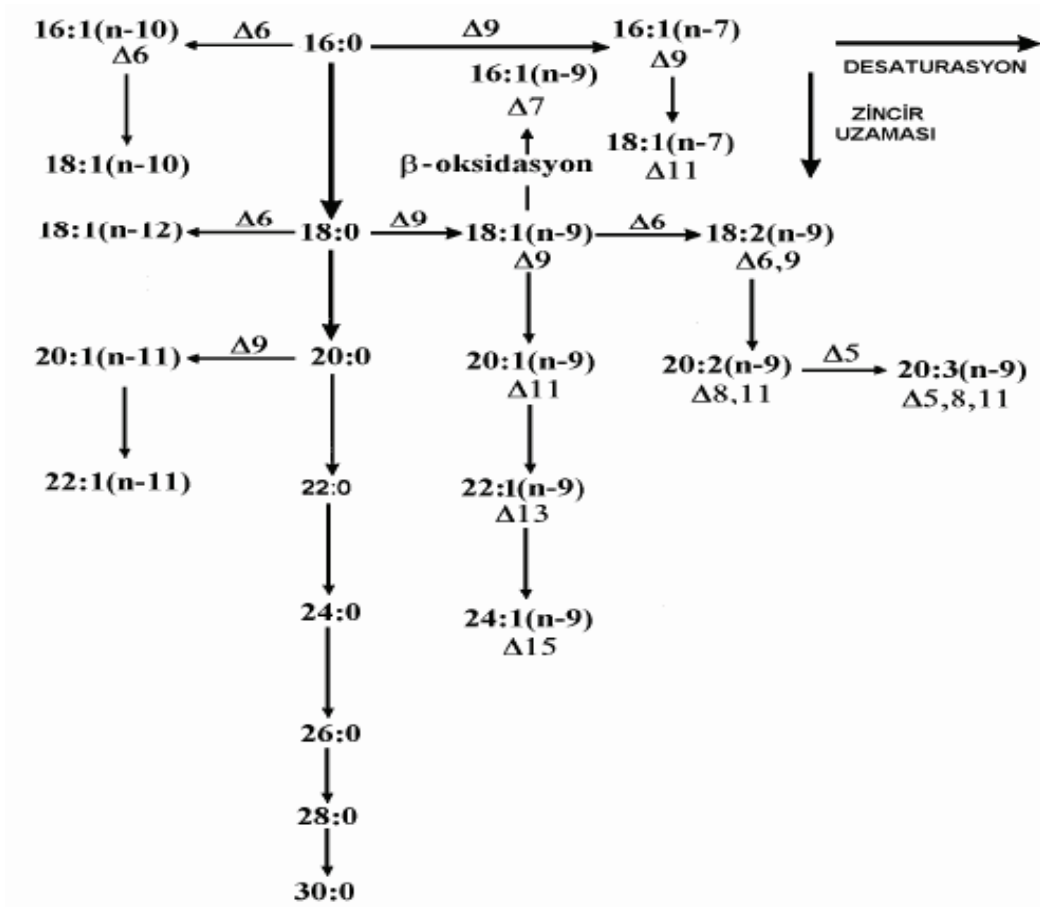 16:1(n-10) Δ6 16:0 Δ9 16:1(n-7)
Δ6 Δ9
DESATURASYON
16:1(n-9)
Δ7
ZİNCİR
UZAMASI
18:1(n-10) 18:1(n-7)
Δ11
β-oksidasyon
18:1(n-12) Δ6 18:0 Δ9 18:1(n-9) Δ6 18:2(n-9)
Δ9 Δ6,9
20:1(n-11) Δ9 20:0 20:1(n-9) 20:2(n-9) Δ5 20:3(n-9)
Δ11 Δ8,11 Δ5,8,11
22:1(n-11) 22:0 22:1(n-9)
Δ13
24:0 24:1(n-9)
Δ15
26:0
28:0
30:0